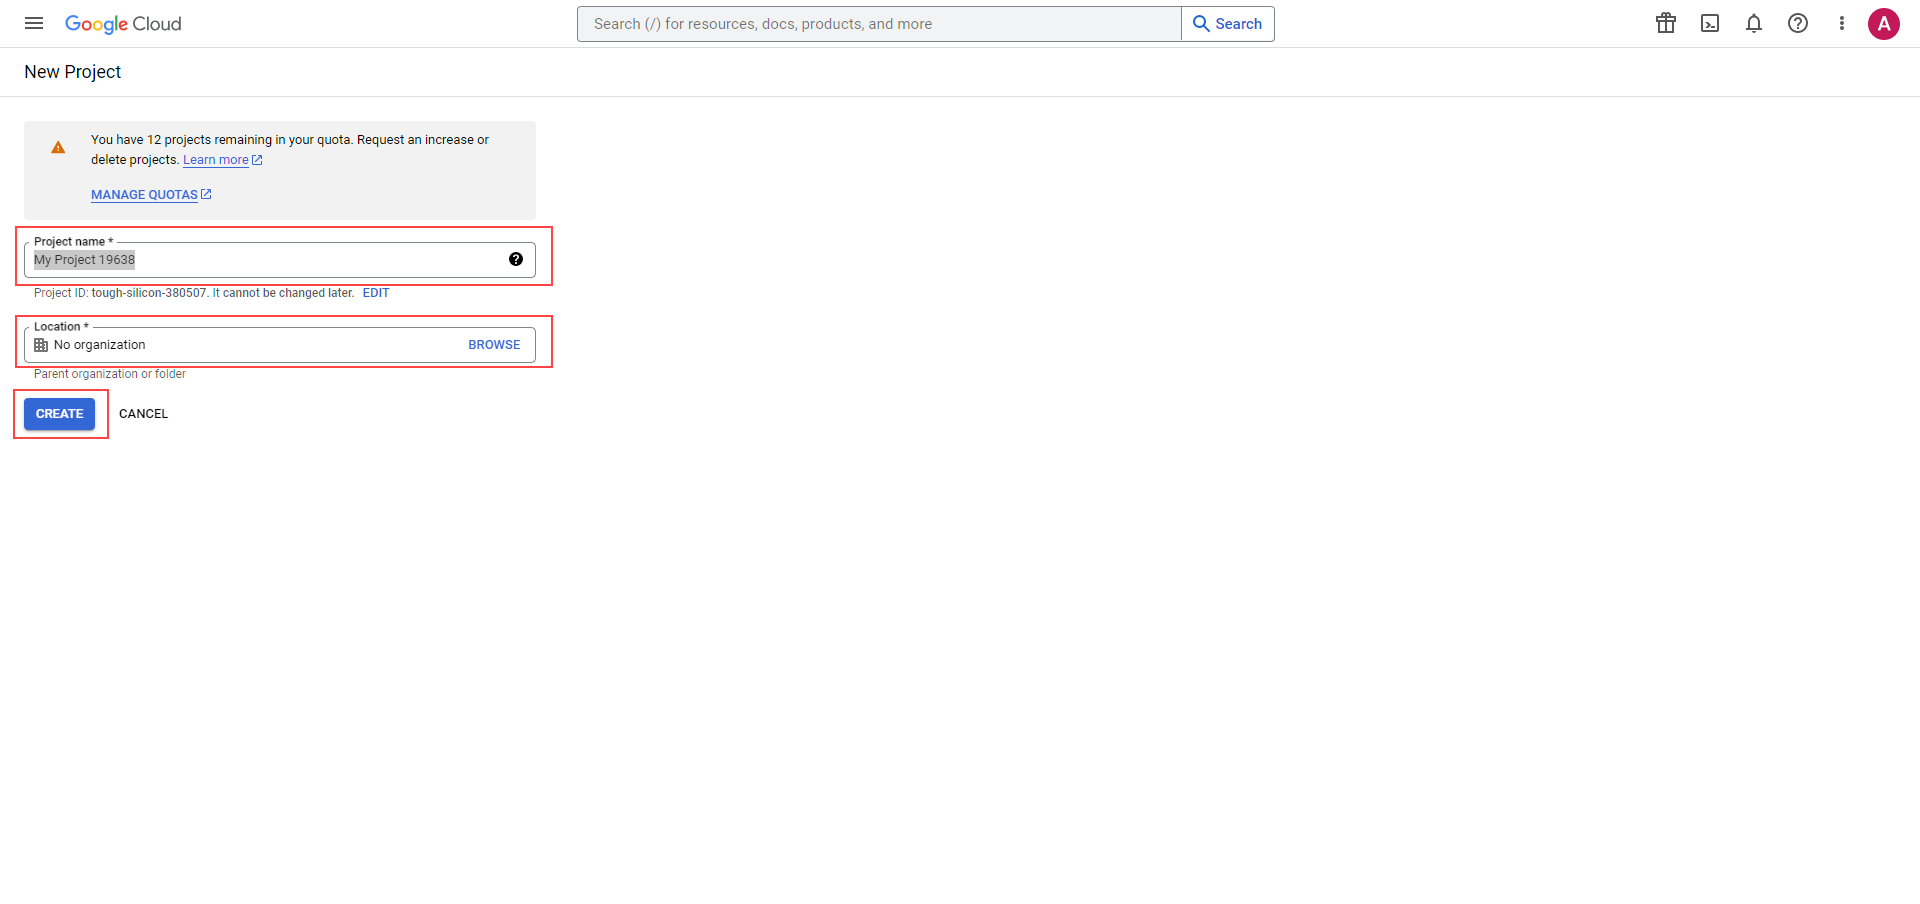 Google Cloud
Search (/) for resources, docs, products, and more
Search
A
New Project
You have 12 projects remaining in your quota. Request an increase or
delete projects. Learn more
MANAGE QUOTAS
Project name *
My Project 19638
Project ID: tough-silicon-380507. It cannot be changed later. EDIT
Location *
No organization
BROWSE
Parent organization or folder
CREATE
CANCEL